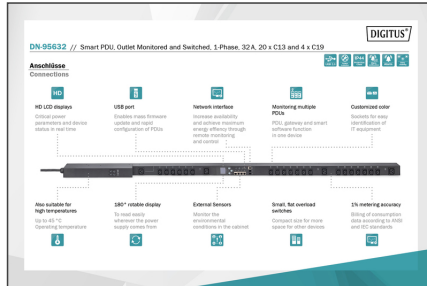 DIGITUS®
DN-95632 // Smart PDU, Outlet Monitored and Switched, 1-Phase, 32 A, 20 x C13 and 4 x C19
Anschlüsse
Connections
HD
HD LCD displays
Critical power
parameters and device
status in real time
USB port
Enables mass firmware
update and rapid
configuration of PDUs
Network interface
Increase availability
and achieve maximum
energy effiency through
remote monitoring
and control
Monitoring multiple
PDUs
PDU, gateway and smart
software function
in one device
Customized color
Sockets for easy
identification of
IT equipment
Also suitable for
high temperatures
Up to 45 °C
Operating temperature
180° rotable display
To read easily
wherever the power
supply comes from
External Sensors
Monitor the
environmental
conditions in the cabinet
Small, flat overload
switches
Compact size for more
space for other devices
1% metering accuracy
Billing of consumption
data according to ANSI
and IEC standards